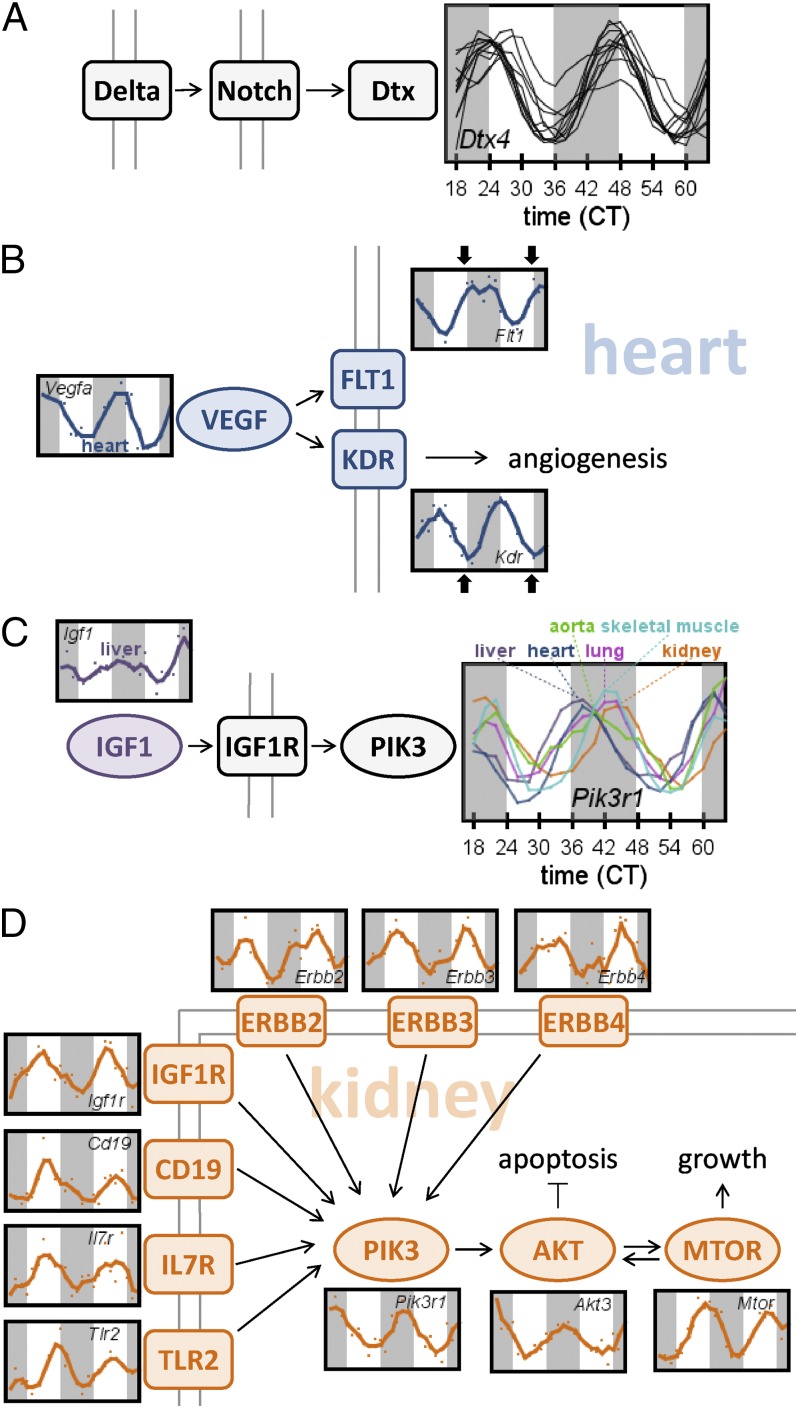 A
Delta
Notch
Dtx
Dtx4
18 24 30 36 42 48 54 60
time (CT)
B
heart
Flt1
FLT1
Vegfa
heart
VEGF
KDR
angiogenesis
Kdr
C
Igf1
liver
aorta skeletal muscle
liver heart lung kidney
IGF1
IGF1R
PIK3
Pik3r1
18 24 30 36 42 48 54 60
time (CT)
D
Erbb2
Erbb3
Erbb4
ERBB2
ERBB3
ERBB4
Igf1r
IGF1R
kidney
Cd19
CD19
apoptosis
growth
Il7r
IL7R
PIK3
AKT
MTOR
Pik3r1
Akt3
Mtor
Tlr2
TLR2